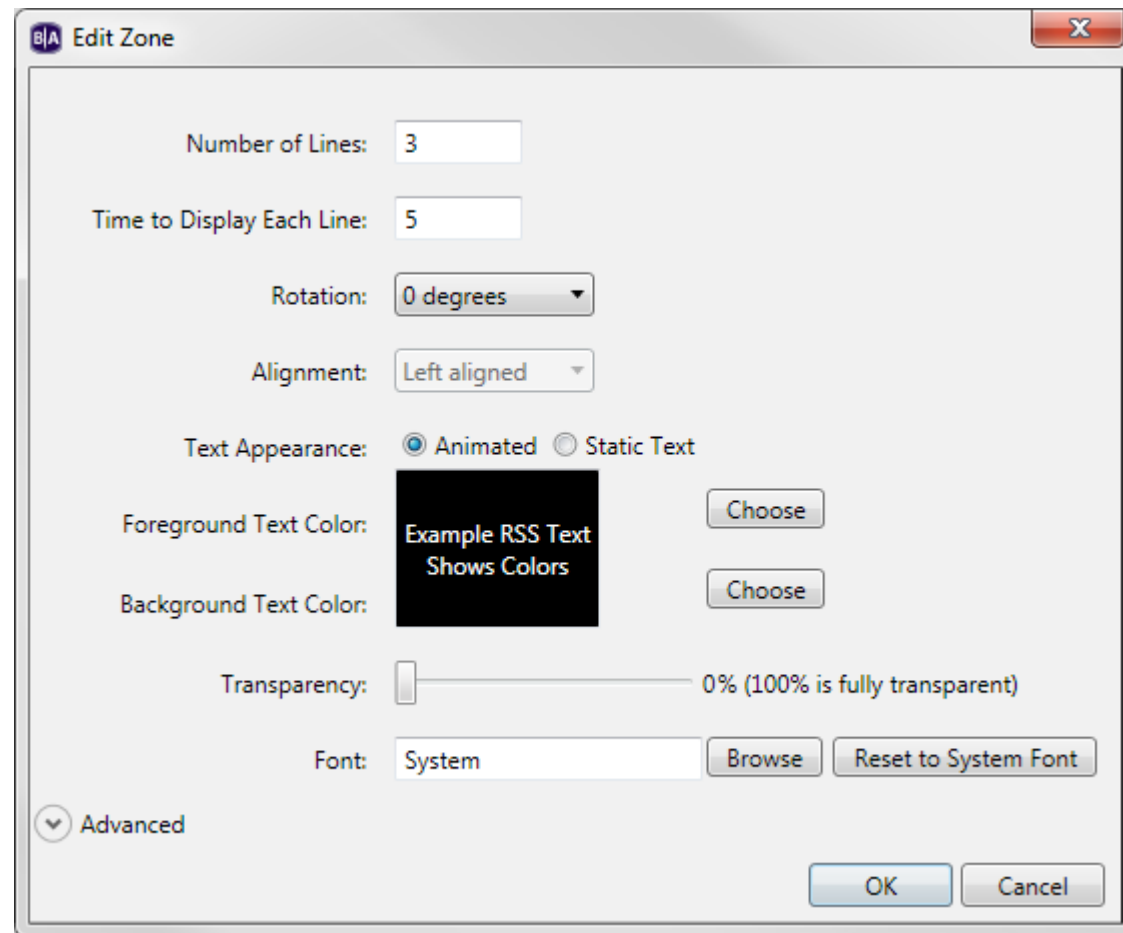 B|A Edit Zone
Number of Lines: 3
Time to Display Each Line: 5
Rotation: 0 degrees
Alignment: Left aligned
Text Appearance: Animated Static Text
Foreground Text Color: Choose
Example RSS Text
Shows Colors
Background Text Color: Choose
Transparency: 0% (100% is fully transparent)
Font: System Browse Reset to System Font
Advanced
OK Cancel